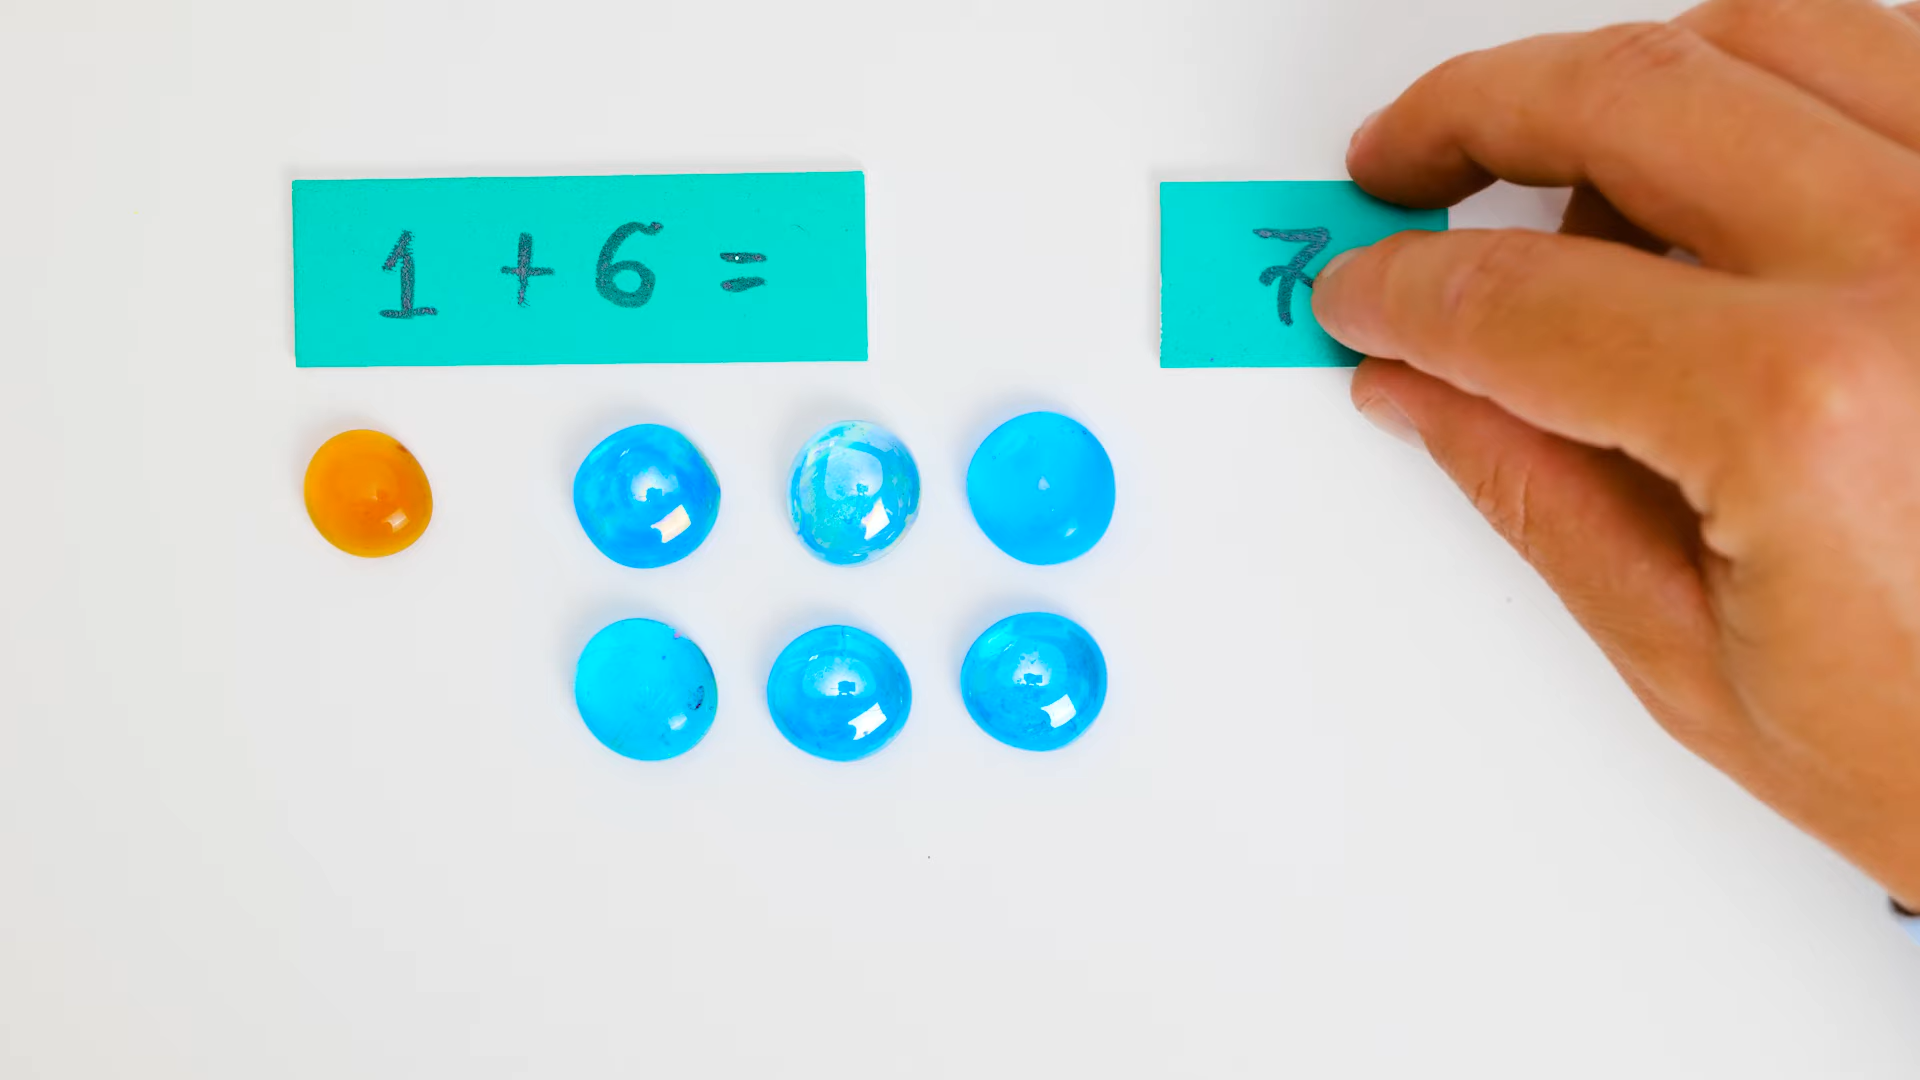 1 + 6 = 7